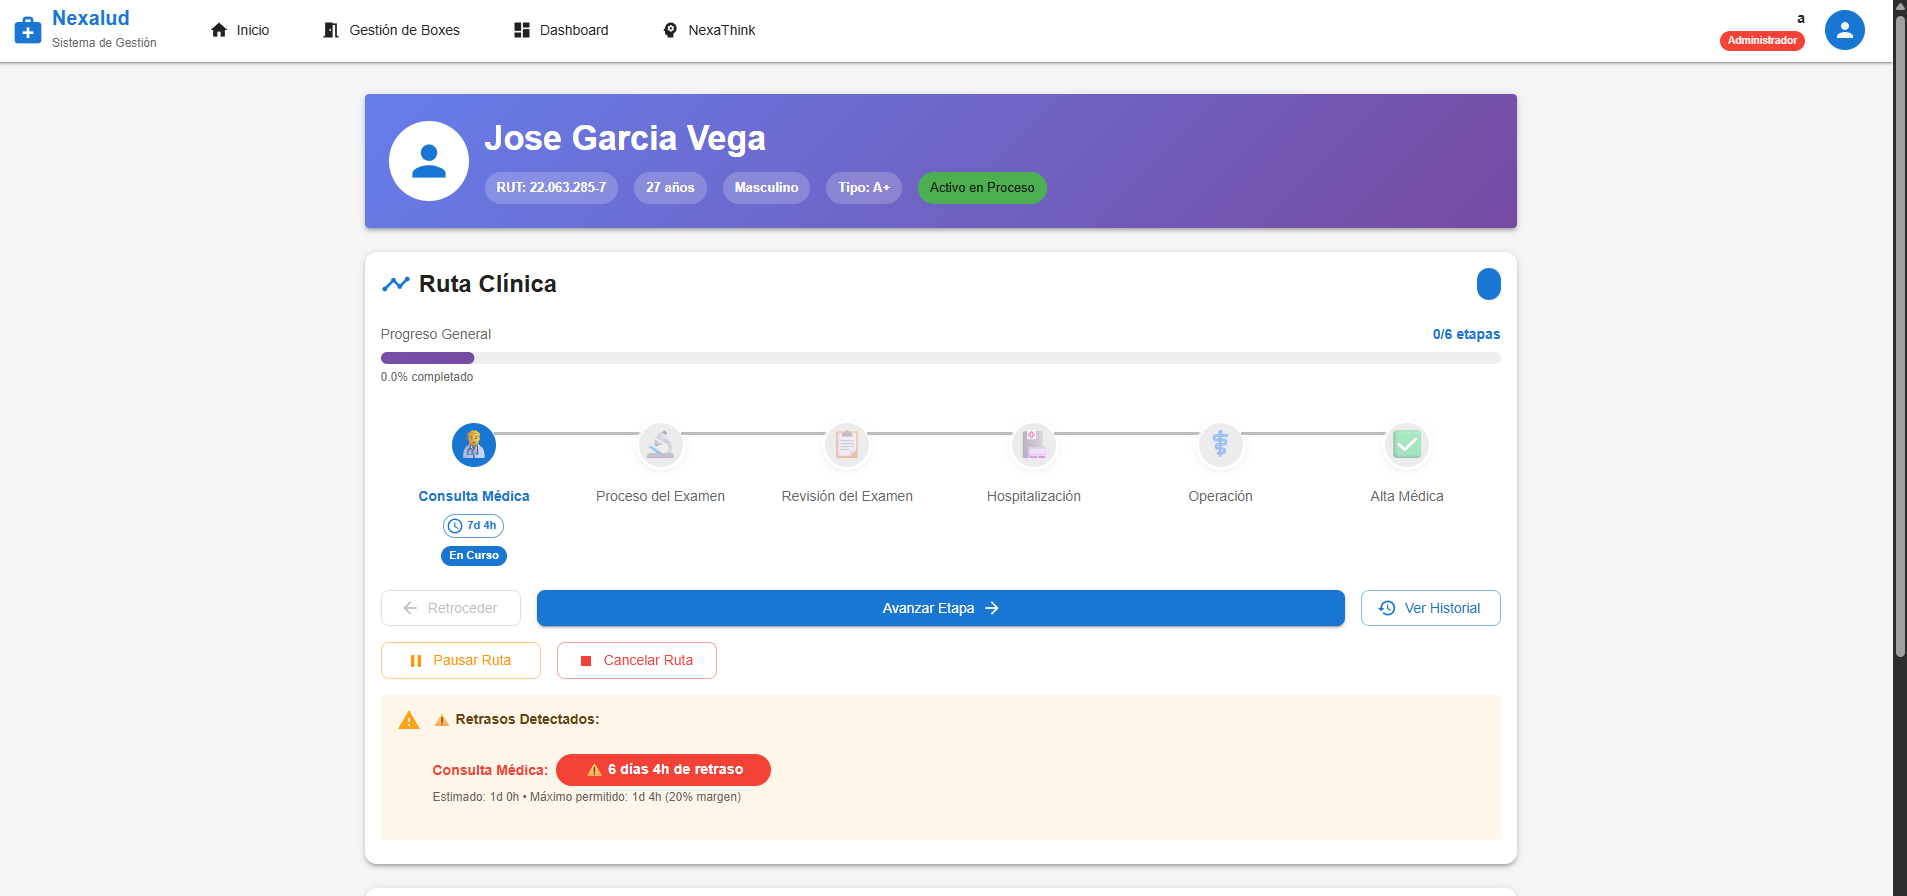 Nexalud
Sistema de Gestión
Inicio
Gestión de Boxes
Dashboard
NexaThink
a
Administrador
Jose Garcia Vega
RUT: 22.063.285-7
27 años
Masculino
Tipo: A+
Activo en Proceso
Ruta Clínica
Progreso General
0/6 etapas
0.0% completado
Consulta Médica
Proceso del Examen
Revisión del Examen
Hospitalización
Operación
Alta Médica
7d 4h
En Curso
Retroceder
Avanzar Etapa
Ver Historial
Pausar Ruta
Cancelar Ruta
Retrasos Detectados:
Consulta Médica:
6 días 4h de retraso
Estimado: 1d 0h • Máximo permitido: 1d 4h (20% margen)